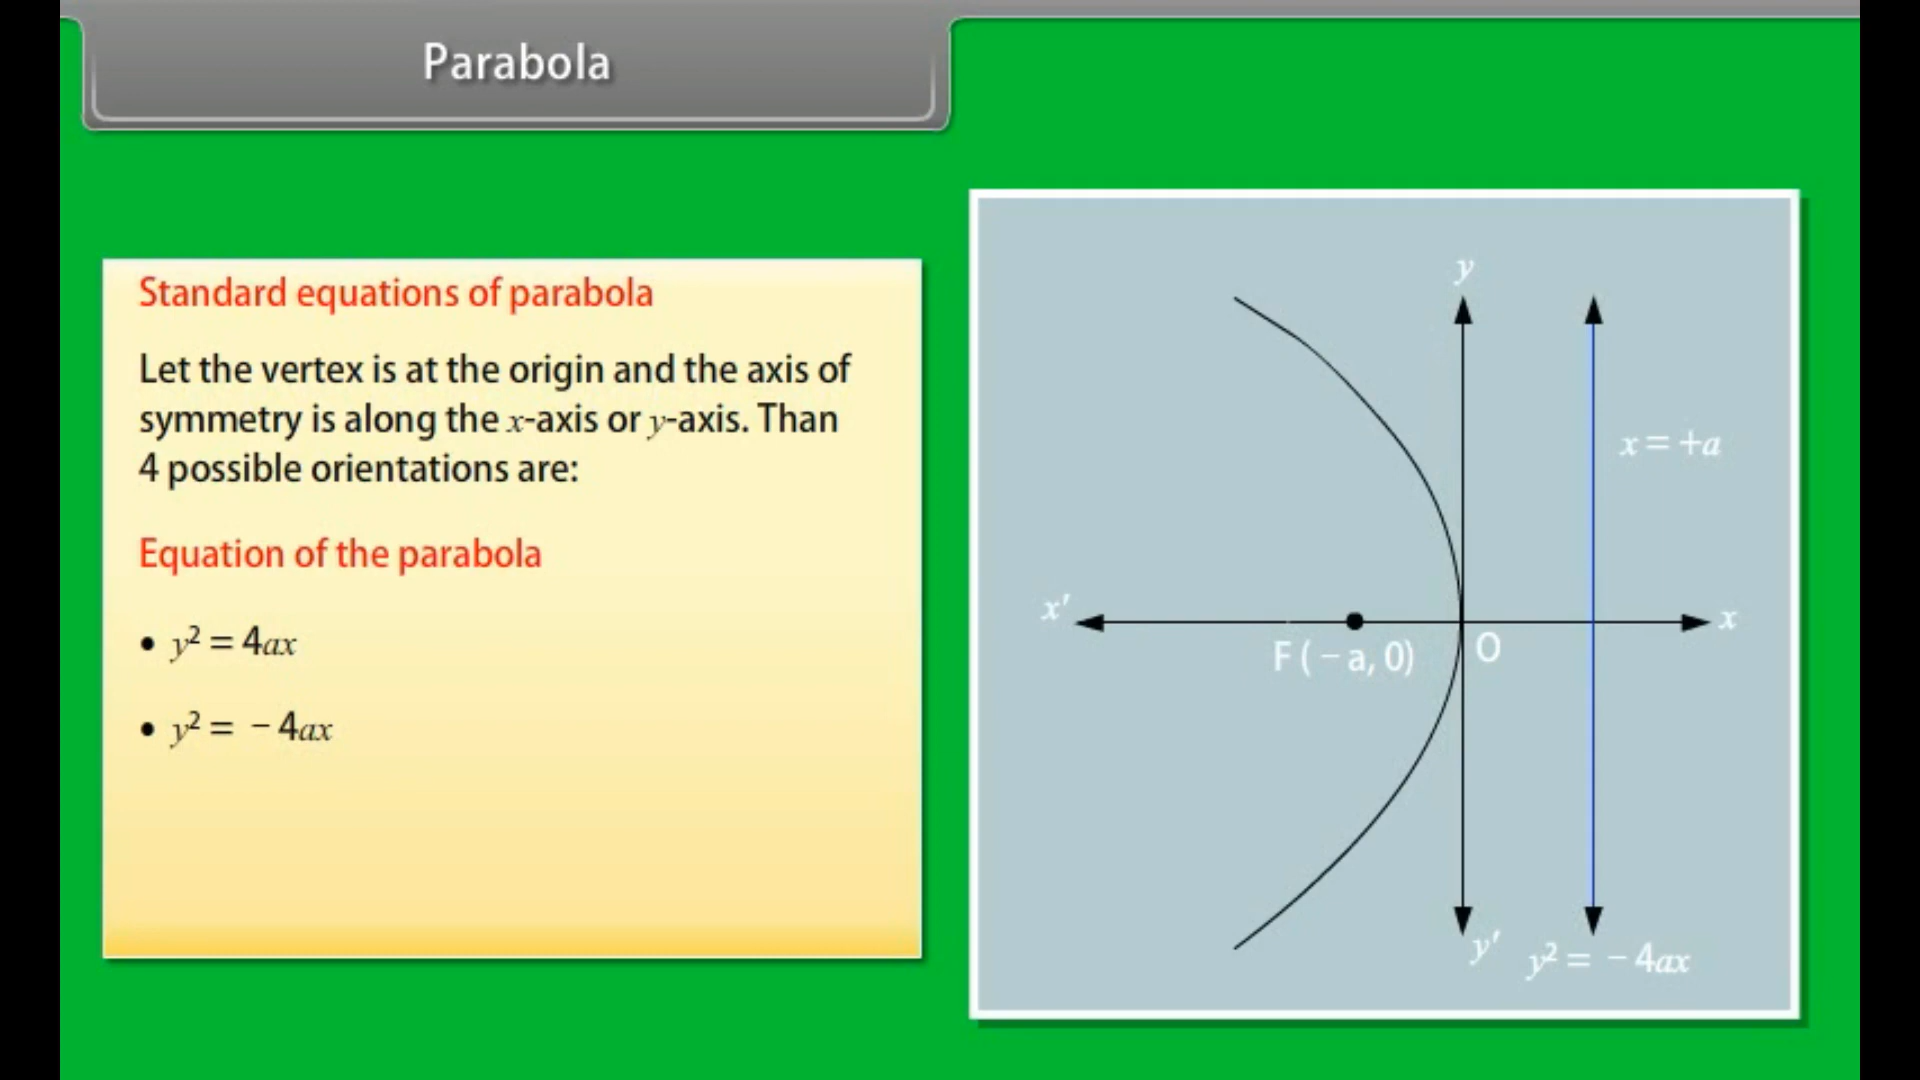 Parabola
Standard equations of parabola
Let the vertex is at the origin and the axis of
symmetry is along the x-axis or y-axis. Than
4 possible orientations are:
Equation of the parabola
• y² = 4ax
• y² = − 4ax
y
x = +a
x′
x
F ( − a, 0)
O
y′
y² = − 4ax